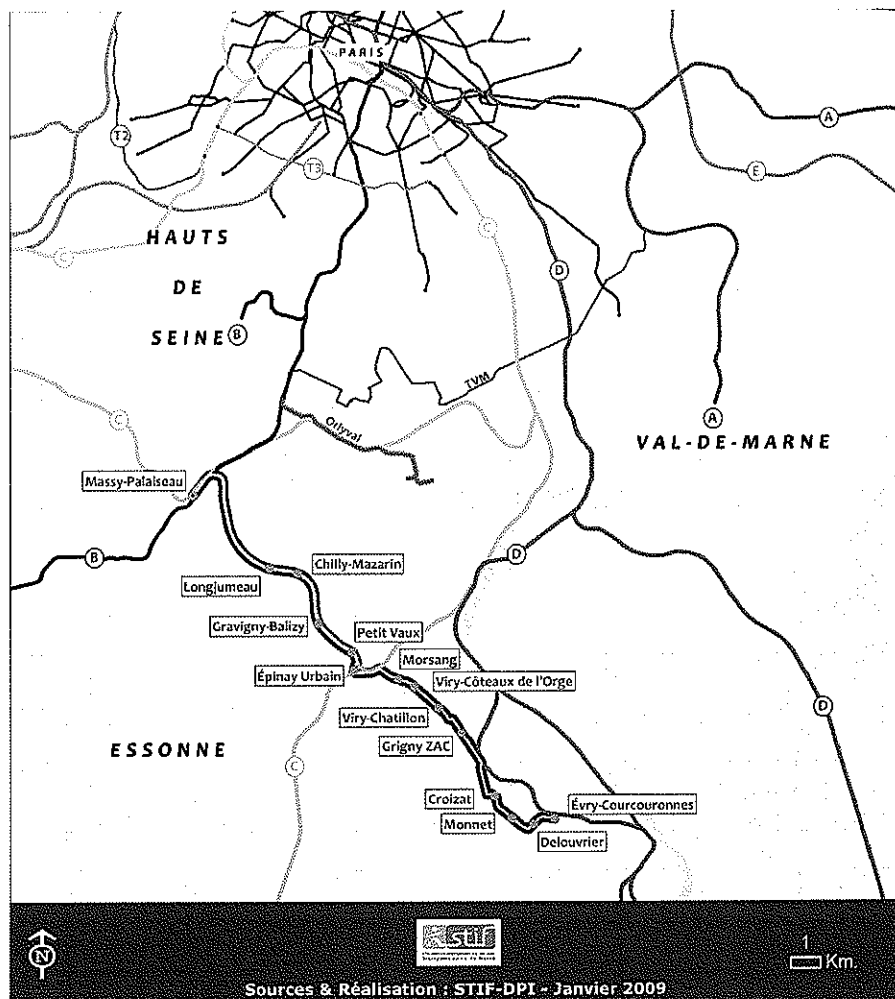 PARIS
T2
A
T3
E
C
HAUTS
C
D
DE
B
SEINE
TVM
C
Orlyval
A
VAL-DE-MARNE
Massy-Palaiseau
B
D
Chilly-Mazarin
Longjumeau
Gravigny-Balizy
Petit Vaux
Morsang
Épinay Urbain
Viry-Côteaux de l'Orge
D
Viry-Chatillon
ESSONNE
Grigny ZAC
C
Croizat
Évry-Courcouronnes
Monnet
Delouvrier
N
stif
1
Km.
Sources & Réalisation : STIF-DPI - Janvier 2009